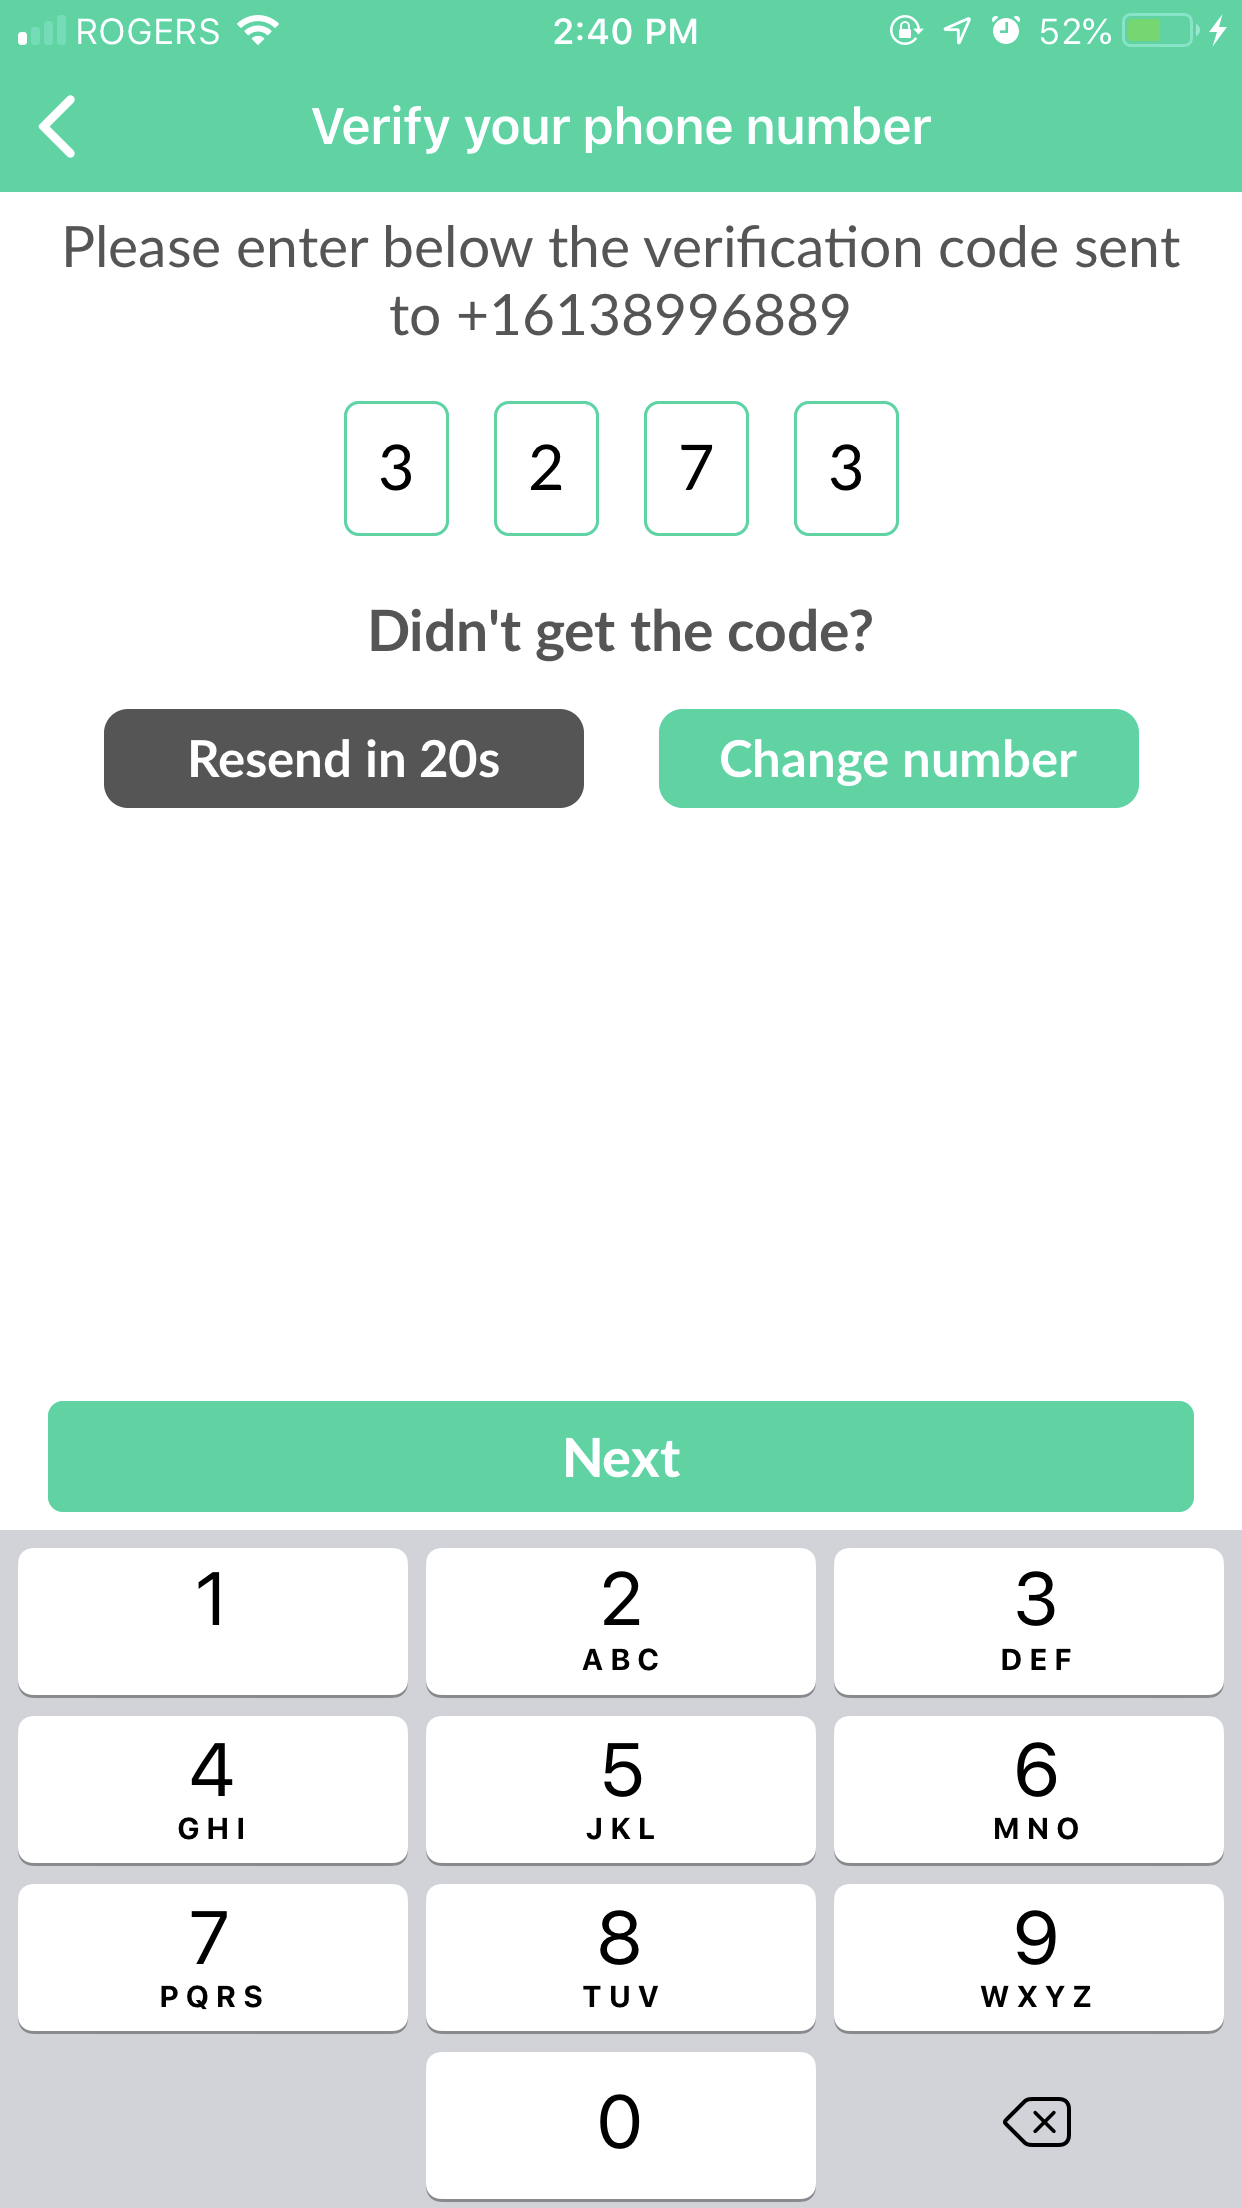 ROGERS 2:40 PM 52%
Verify your phone number
Please enter below the verification code sent
to +16138996889
3 2 7 3
Didn't get the code?
Resend in 20s Change number
Next
1 2 3
ABC DEF
4 5 6
GHI JKL MNO
7 8 9
PQRS TUV WXYZ
0